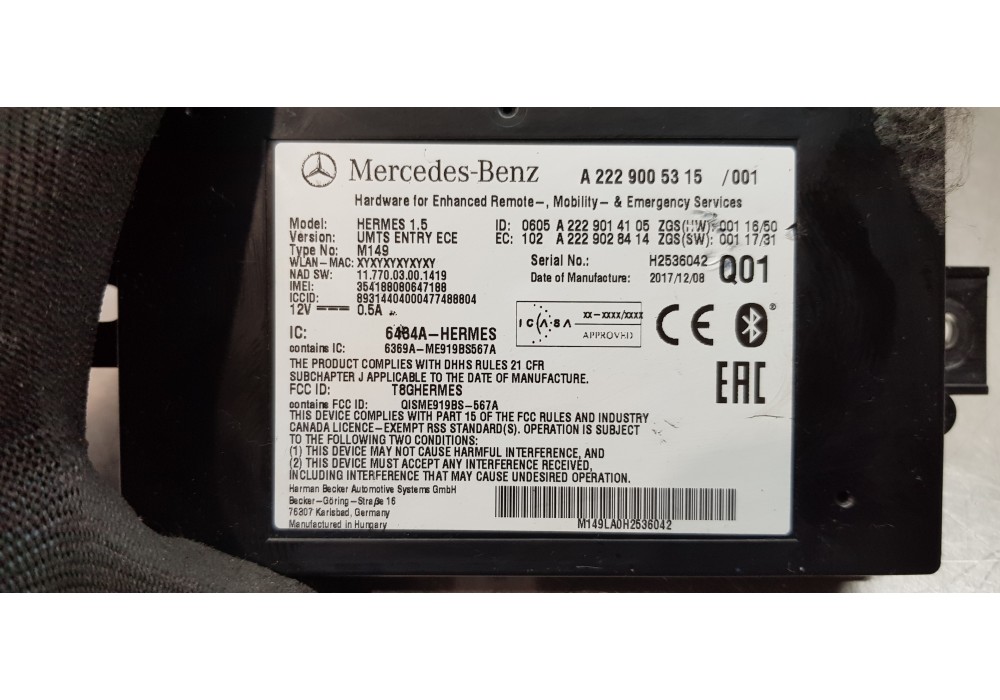 Mercedes-Benz A 222 900 53 15 /001
Hardware for Enhanced Remote-, Mobility- & Emergency Services
Model: HERMES 1.5 ID: 0605 A 222 901 41 05 ZGS(HW): 001 16/50
Version: UMTS ENTRY ECE EC: 102 A 222 902 84 14 ZGS(SW): 001 17/31
Type No: M149
WLAN-MAC: XYXYXYXYXYXY Serial No.: H2536042 Q01
NAD SW: 11.770.03.00.1419 Date of Manufacture: 2017/12/08
IMEI: 354188080647188
ICCID: 89314404000477488804
12V 0.5A
ICASA xx-xxxx/xxxx
APPROVED
CE
IC: 6434A-HERMES
contains IC: 6369A-ME919BS567A
THE PRODUCT COMPLIES WITH DHHS RULES 21 CFR
SUBCHAPTER J APPLICABLE TO THE DATE OF MANUFACTURE.
EAC
FCC ID: T8GHERMES
contains FCC ID: QISME919BS-567A
THIS DEVICE COMPLIES WITH PART 15 OF THE FCC RULES AND INDUSTRY
CANADA LICENCE-EXEMPT RSS STANDARD(S). OPERATION IS SUBJECT
TO THE FOLLOWING TWO CONDITIONS:
(1) THIS DEVICE MAY NOT CAUSE HARMFUL INTERFERENCE, AND
(2) THIS DEVICE MUST ACCEPT ANY INTERFERENCE RECEIVED,
INCLUDING INTERFERENCE THAT MAY CAUSE UNDESIRED OPERATION.
Harman Becker Automotive Systems GmbH
Becker-Göring-Straße 16
76307 Karlsbad, Germany
Manufactured in Hungary
M149LA0H2536042